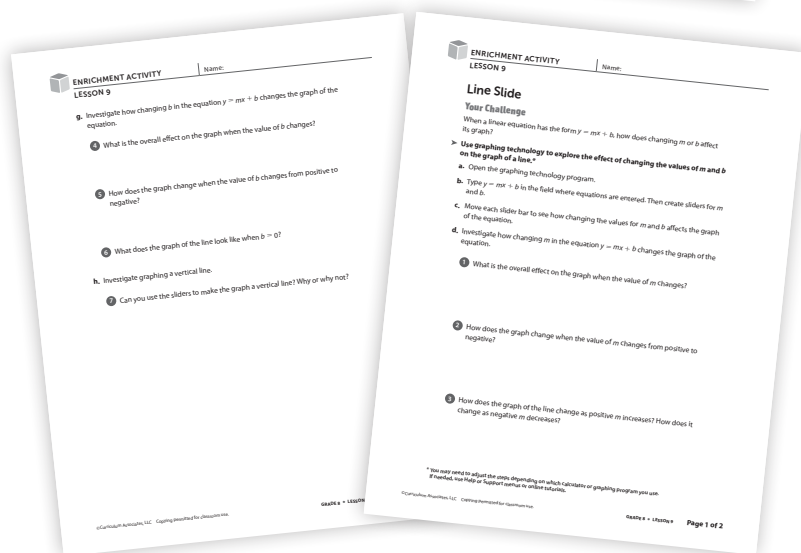 ENRICHMENT ACTIVITY
Name:
LESSON 9
g. Investigate how changing b in the equation y = mx + b changes the graph of the
equation.
4 What is the overall effect on the graph when the value of b changes?
5 How does the graph change when the value of b changes from positive to
negative?
6 What does the graph of the line look like when b = 0?
h. Investigate graphing a vertical line.
7 Can you use the sliders to make the graph a vertical line? Why or why not?
©Curriculum Associates, LLC Copying permitted for classroom use.
GRADE 8 • LESSON
ENRICHMENT ACTIVITY
Name:
LESSON 9
Line Slide
Your Challenge
When a linear equation has the form y = mx + b, how does changing m or b affect
its graph?
➤ Use graphing technology to explore the effect of changing the values of m and b
on the graph of a line.*
a. Open the graphing technology program.
b. Type y = mx + b in the field where equations are entered. Then create sliders for m
and b.
c. Move each slider bar to see how changing the values for m and b affects the graph
of the equation.
d. Investigate how changing m in the equation y = mx + b changes the graph of the
equation.
1 What is the overall effect on the graph when the value of m changes?
2 How does the graph change when the value of m changes from positive to
negative?
3 How does the graph of the line change as positive m increases? How does it
change as negative m decreases?
* You may need to adjust the steps depending on which calculator or graphing program you use.
If needed, use Help or Support menus or online tutorials.
©Curriculum Associates, LLC Copying permitted for classroom use.
GRADE 8 • LESSON 9
Page 1 of 2